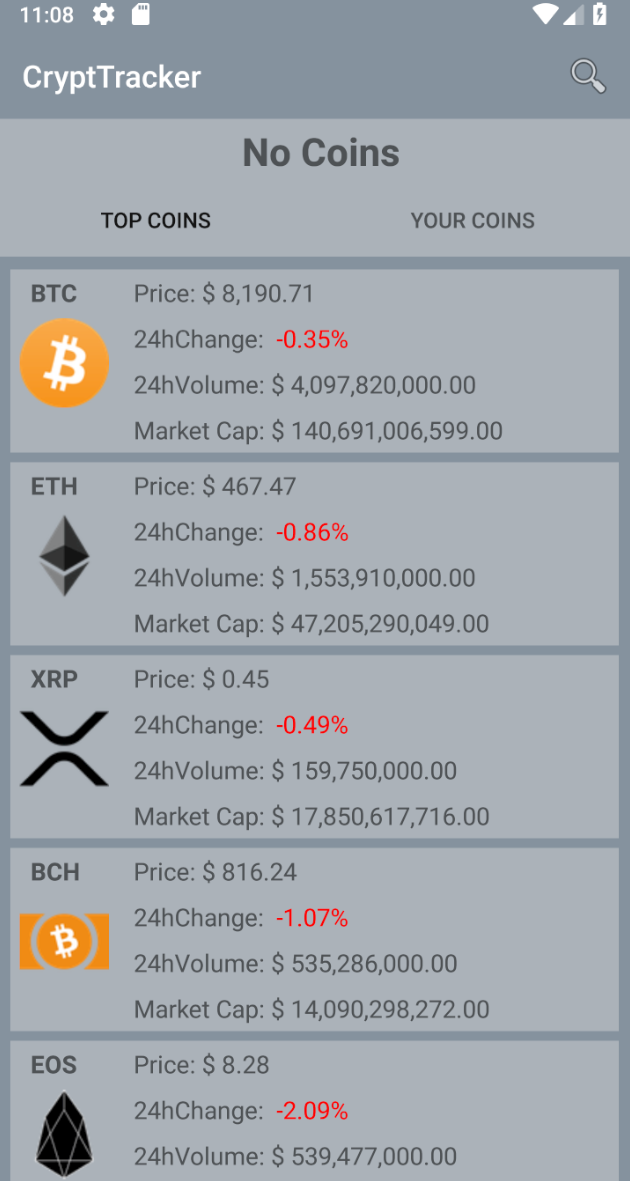 11:08
CryptTracker
No Coins
TOP COINS YOUR COINS
BTC Price: $ 8,190.71
24hChange: -0.35%
24hVolume: $ 4,097,820,000.00
Market Cap: $ 140,691,006,599.00
ETH Price: $ 467.47
24hChange: -0.86%
24hVolume: $ 1,553,910,000.00
Market Cap: $ 47,205,290,049.00
XRP Price: $ 0.45
24hChange: -0.49%
24hVolume: $ 159,750,000.00
Market Cap: $ 17,850,617,716.00
BCH Price: $ 816.24
24hChange: -1.07%
24hVolume: $ 535,286,000.00
Market Cap: $ 14,090,298,272.00
EOS Price: $ 8.28
24hChange: -2.09%
24hVolume: $ 539,477,000.00